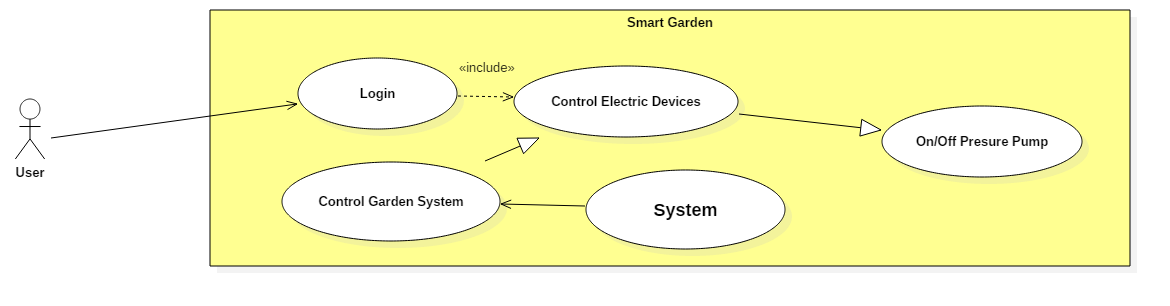 Smart Garden
Login
«include»
Control Electric Devices
On/Off Presure Pump
User
Control Garden System
System